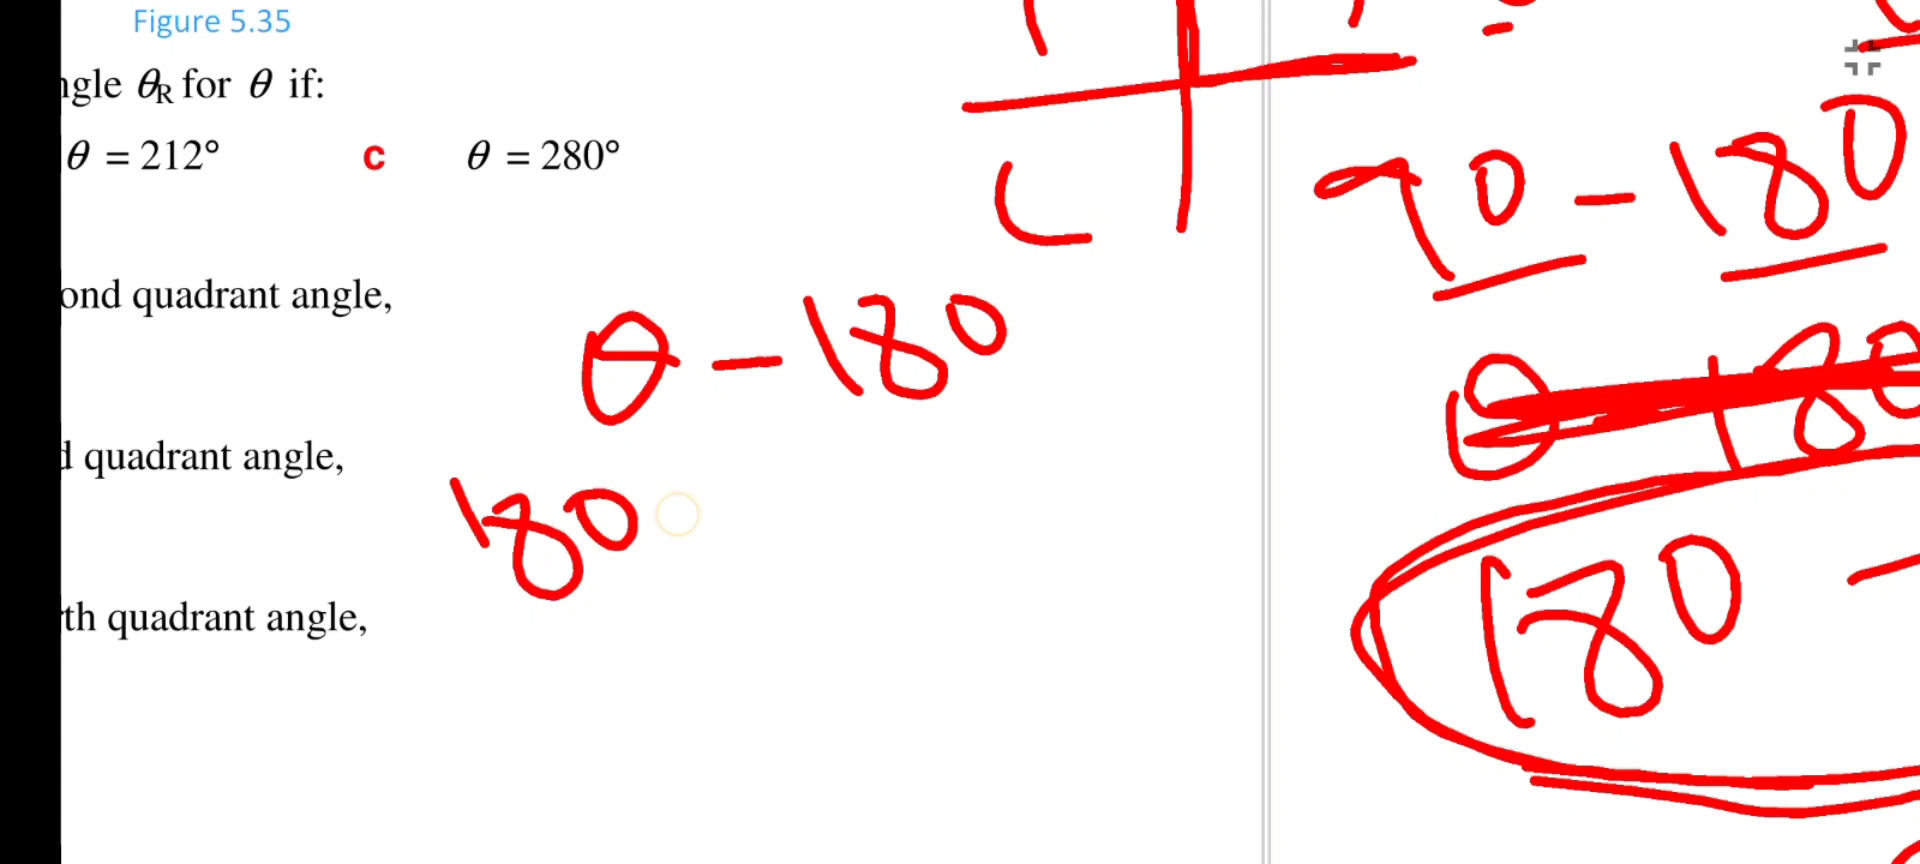 Figure 5.35
ngle θR for θ if:
θ = 212° c θ = 280°
ond quadrant angle,
d quadrant angle,
th quadrant angle,
θ - 180
180
90 - 180
180 -